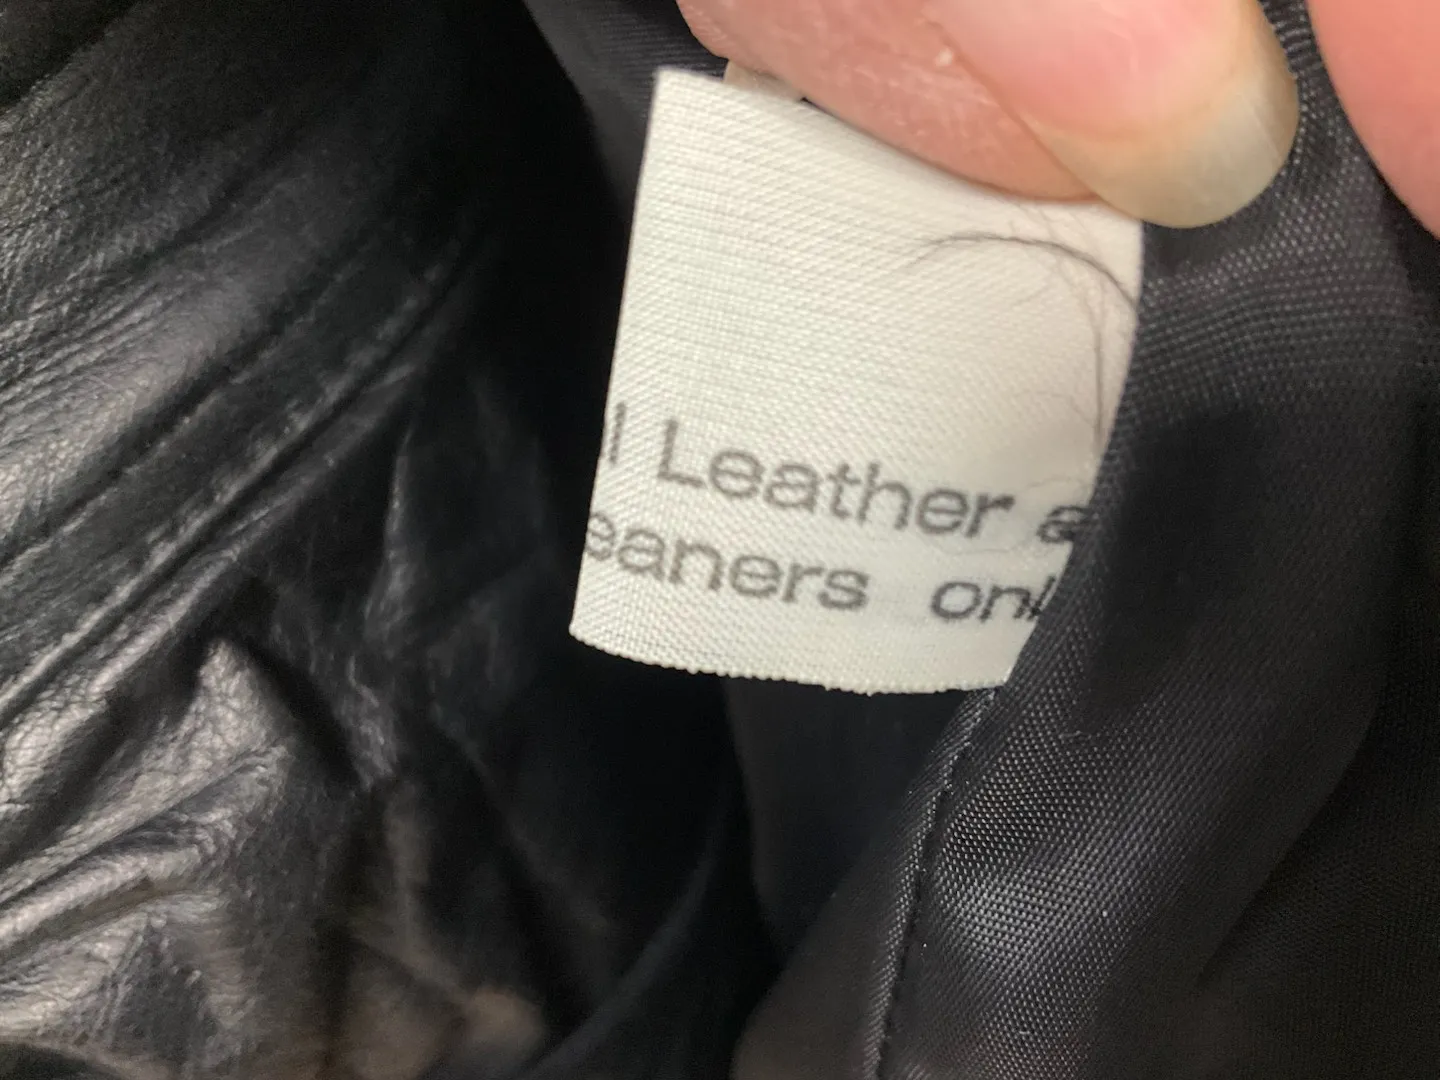 l Leather a
eaners onl